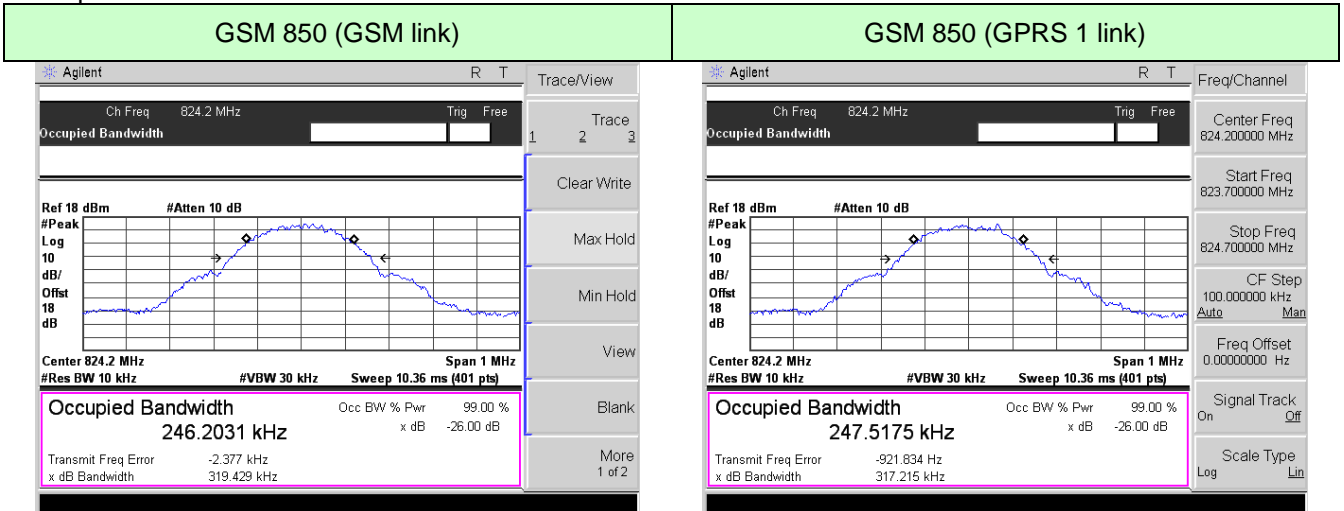 GSM 850 (GSM link)
Agilent R T
Ch Freq 824.2 MHz Trig Free
Occupied Bandwidth
Ref 18 dBm #Atten 10 dB
#Peak
Log
10
dB/
Offst
18
dB
Center 824.2 MHz Span 1 MHz
#Res BW 10 kHz #VBW 30 kHz Sweep 10.36 ms (401 pts)
Occupied Bandwidth Occ BW % Pwr 99.00 %
246.2031 kHz x dB -26.00 dB
Transmit Freq Error -2.377 kHz
x dB Bandwidth 319.429 kHz
Trace/View
Trace
1 2 3
Clear Write
Max Hold
Min Hold
View
Blank
More
1 of 2
GSM 850 (GPRS 1 link)
Agilent R T
Ch Freq 824.2 MHz Trig Free
Occupied Bandwidth
Ref 18 dBm #Atten 10 dB
#Peak
Log
10
dB/
Offst
18
dB
Center 824.2 MHz Span 1 MHz
#Res BW 10 kHz #VBW 30 kHz Sweep 10.36 ms (401 pts)
Occupied Bandwidth Occ BW % Pwr 99.00 %
247.5175 kHz x dB -26.00 dB
Transmit Freq Error -921.834 Hz
x dB Bandwidth 317.215 kHz
Freq/Channel
Center Freq
824.200000 MHz
Start Freq
823.700000 MHz
Stop Freq
824.700000 MHz
CF Step
100.000000 kHz
Auto Man
Freq Offset
0.00000000 Hz
Signal Track
On Off
Scale Type
Log Lin